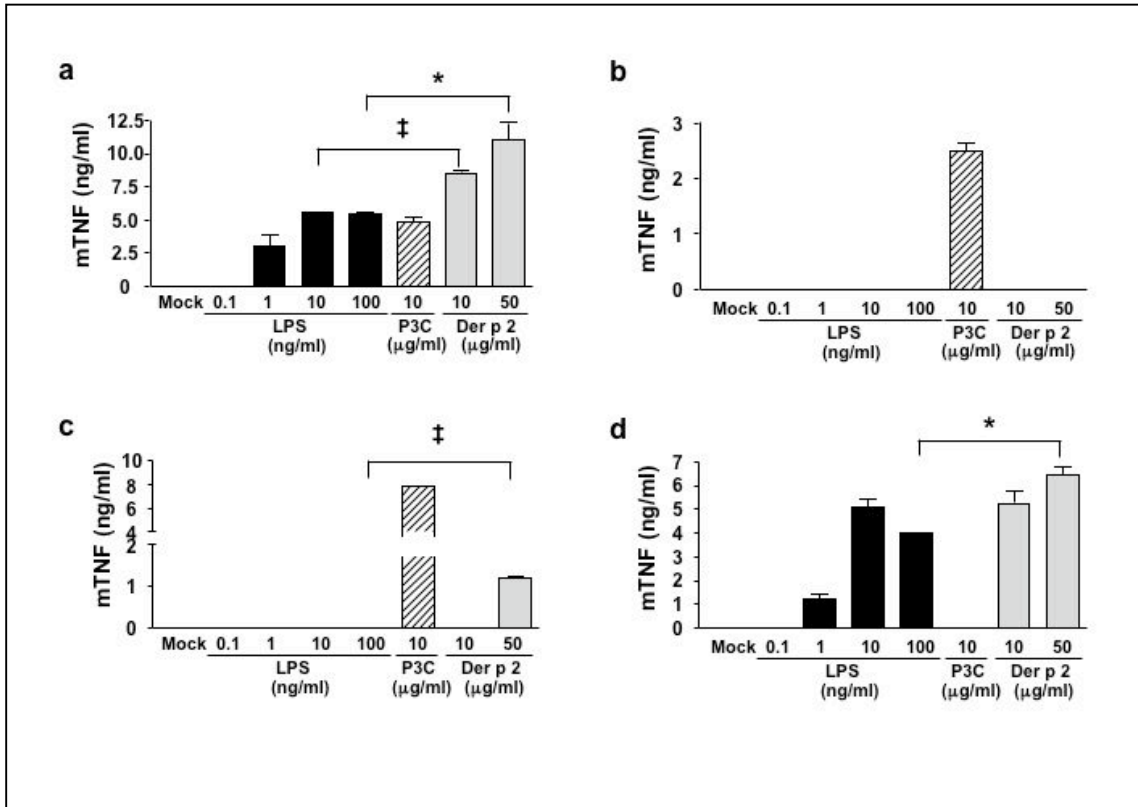 a
*
‡
mTNF (ng/ml)
12.5
10.0
7.5
5.0
2.5
0
Mock 0.1 1 10 100 10 10 50
LPS P3C Der p 2
(ng/ml) (μg/ml) (μg/ml)
b
mTNF (ng/ml)
3
2
1
0
Mock 0.1 1 10 100 10 10 50
LPS P3C Der p 2
(ng/ml) (μg/ml) (μg/ml)
c
‡
mTNF (ng/ml)
10
8
6
4
2
1
0
Mock 0.1 1 10 100 10 10 50
LPS P3C Der p 2
(ng/ml) (μg/ml) (μg/ml)
d
*
mTNF (ng/ml)
7
6
5
4
3
2
1
0
Mock 0.1 1 10 100 10 10 50
LPS P3C Der p 2
(ng/ml) (μg/ml) (μg/ml)